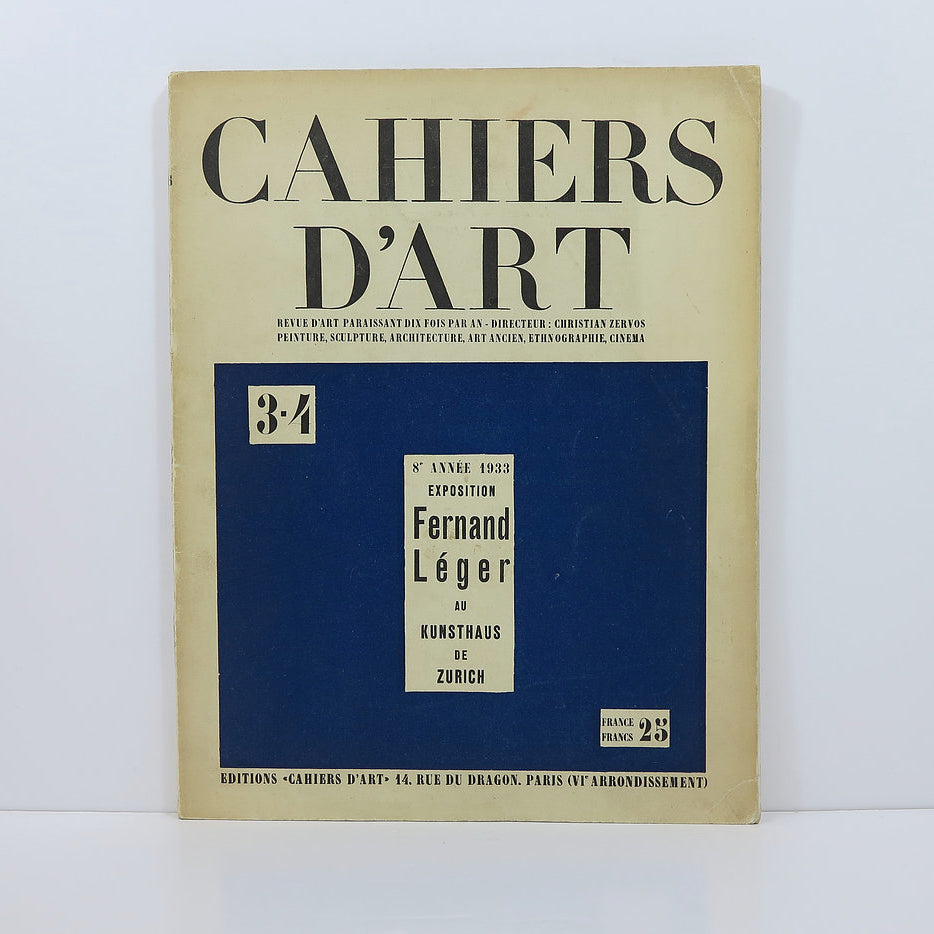 CAHIERS
D'ART
REVUE D'ART PARAISSANT DIX FOIS PAR AN - DIRECTEUR : CHRISTIAN ZERVOS
PEINTURE, SCULPTURE, ARCHITECTURE, ART ANCIEN, ETHNOGRAPHIE, CINEMA
3-4
8e ANNÉE 1933
EXPOSITION
Fernand
Léger
AU
KUNSTHAUS
DE
ZURICH
FRANCE
FRANCS 25
EDITIONS «CAHIERS D'ART» 14, RUE DU DRAGON. PARIS (VIe ARRONDISSEMENT)